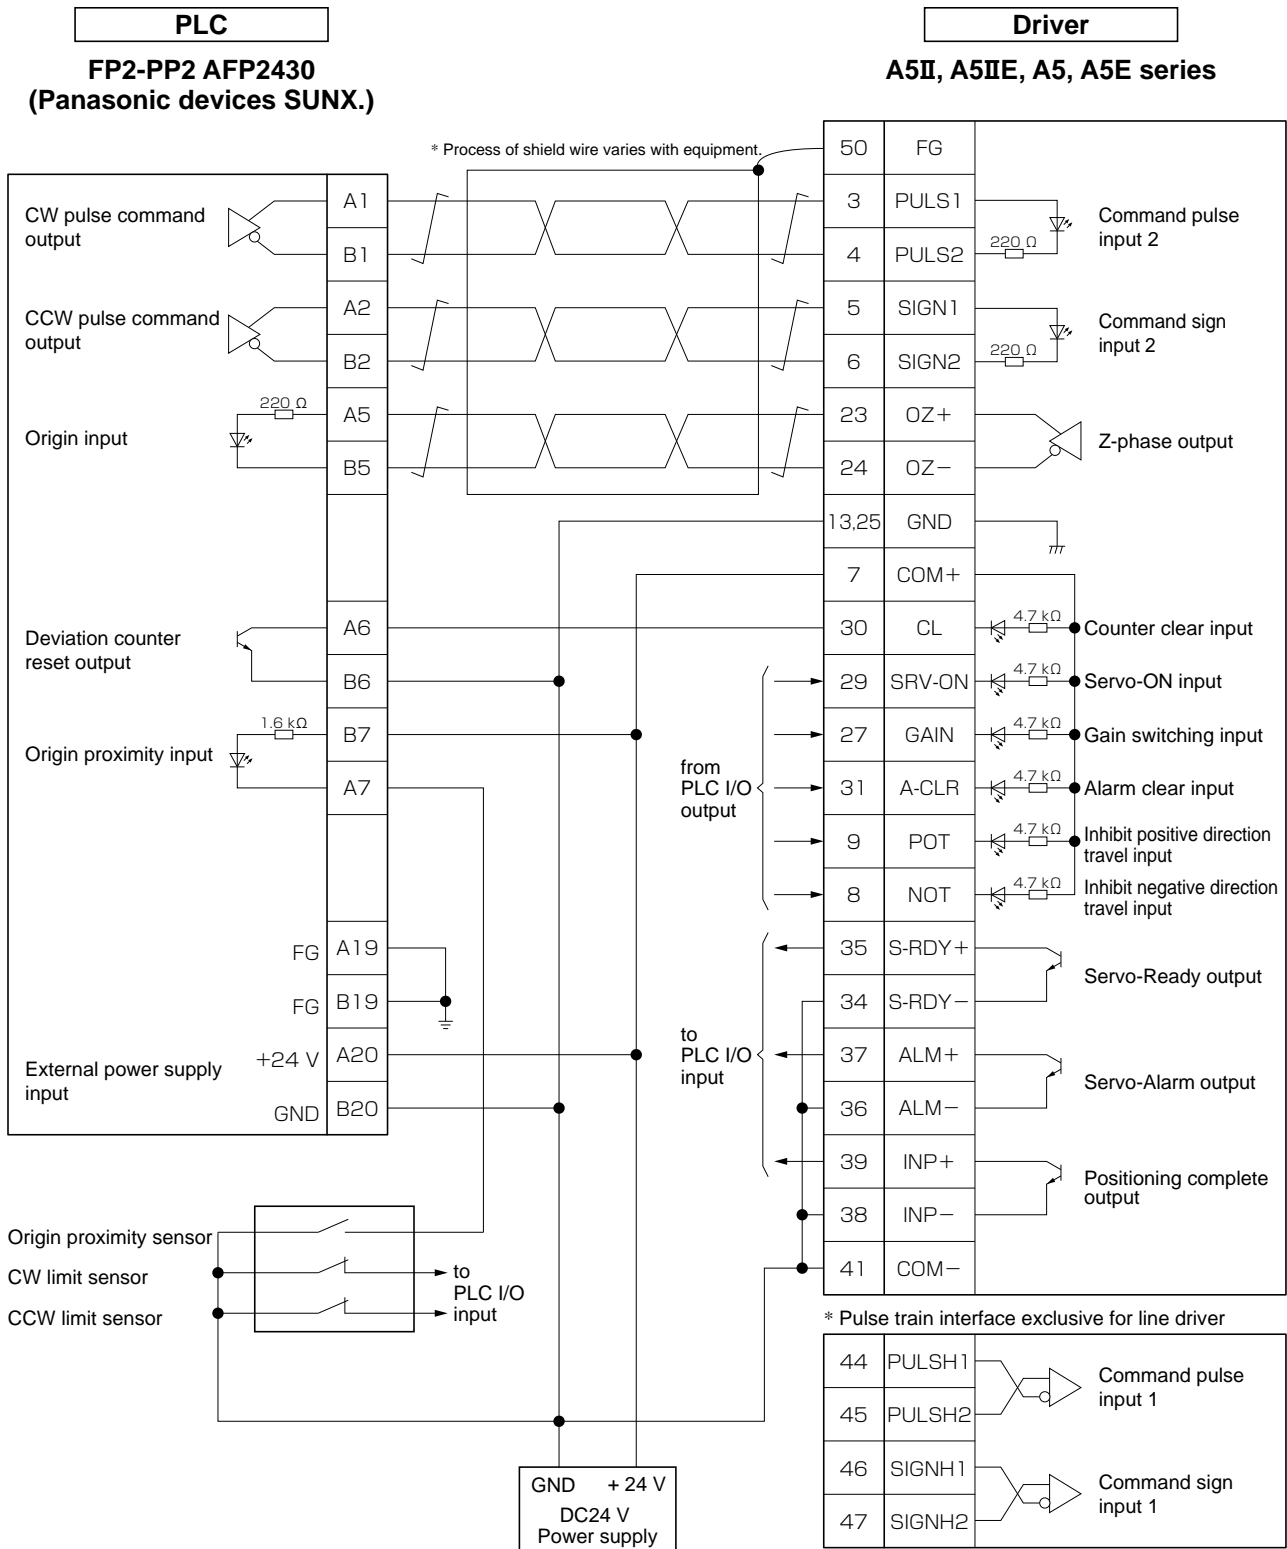 PLC
FP2-PP2 AFP2430
(Panasonic devices SUNX.)
Driver
A5II, A5IIE, A5, A5E series
* Process of shield wire varies with equipment.
CW pulse command
output
A1
B1
CCW pulse command
output
A2
B2
Origin input
220 Ω
A5
B5
Deviation counter
reset output
A6
B6
Origin proximity input
1.6 kΩ
B7
A7
FG A19
FG B19
External power supply
input
+24 V A20
GND B20
Origin proximity sensor
CW limit sensor
CCW limit sensor
to
PLC I/O
input
GND + 24 V
DC24 V
Power supply
from
PLC I/O
output
to
PLC I/O
input
50 FG
3 PULS1
4 PULS2
220 Ω
Command pulse
input 2
5 SIGN1
6 SIGN2
220 Ω
Command sign
input 2
23 OZ+
24 OZ−
Z-phase output
13,25 GND
7 COM+
30 CL 4.7 kΩ Counter clear input
29 SRV-ON 4.7 kΩ Servo-ON input
27 GAIN 4.7 kΩ Gain switching input
31 A-CLR 4.7 kΩ Alarm clear input
9 POT 4.7 kΩ Inhibit positive direction
travel input
8 NOT 4.7 kΩ Inhibit negative direction
travel input
35 S-RDY+
34 S-RDY−
Servo-Ready output
37 ALM+
36 ALM−
Servo-Alarm output
39 INP+
38 INP−
Positioning complete
output
41 COM−
* Pulse train interface exclusive for line driver
44 PULSH1
45 PULSH2
Command pulse
input 1
46 SIGNH1
47 SIGNH2
Command sign
input 1